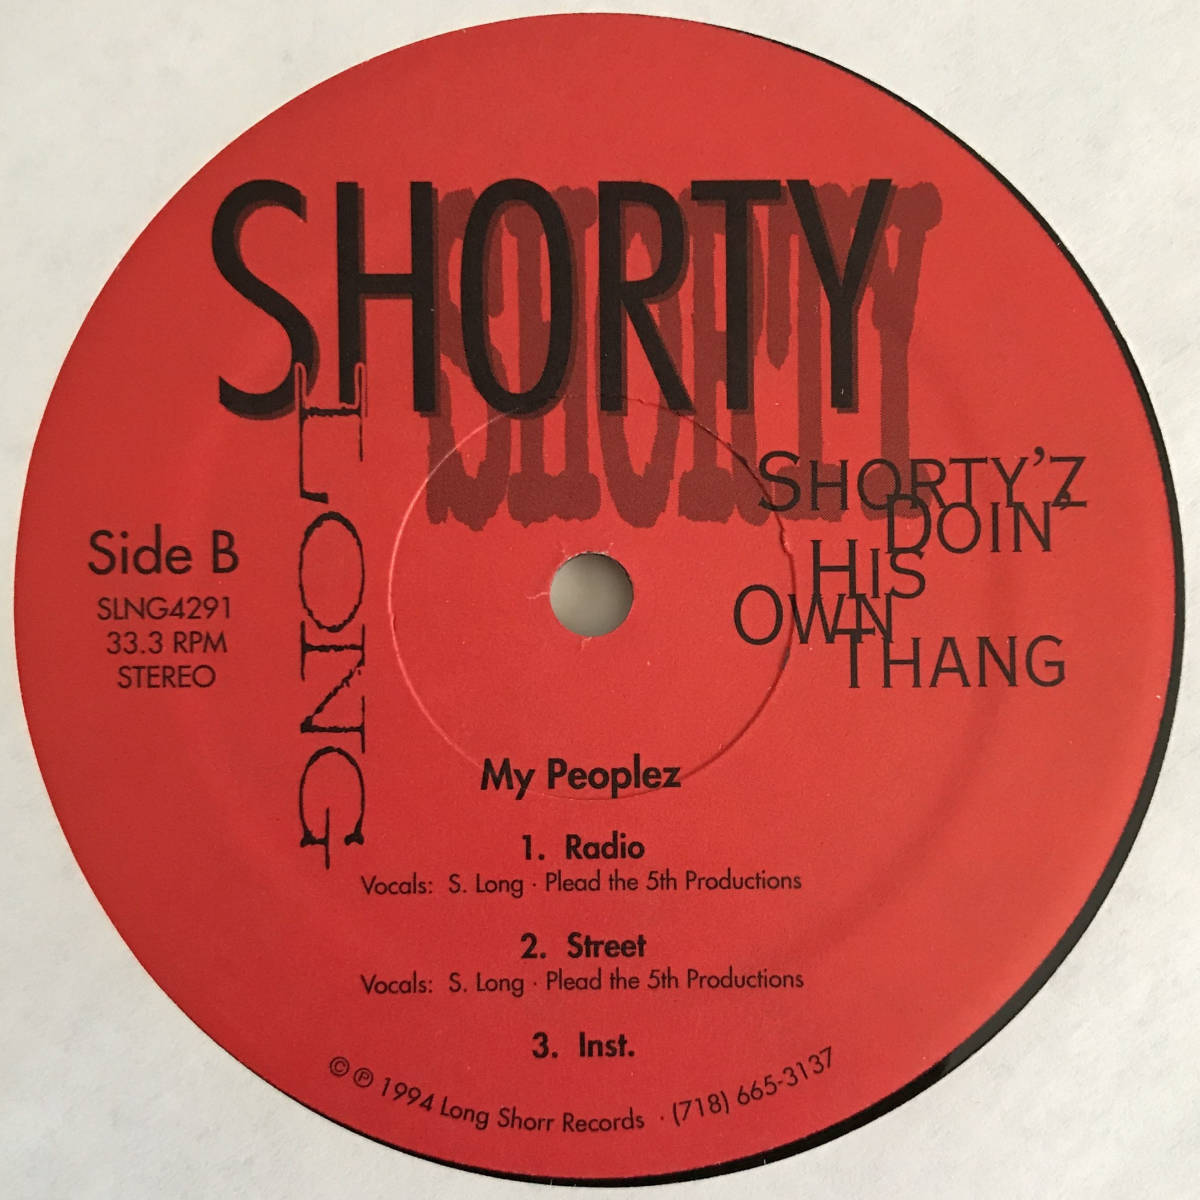 SHORTY
SHORTY
LONG
SHORTY'Z
DOIN'
HIS
OWN
THANG
Side B
SLNG4291
33.3 RPM
STEREO
My Peoplez
1. Radio
Vocals: S. Long · Plead the 5th Productions
2. Street
Vocals: S. Long · Plead the 5th Productions
3. Inst.
© ℗ 1994 Long Shorr Records · (718) 665-3137